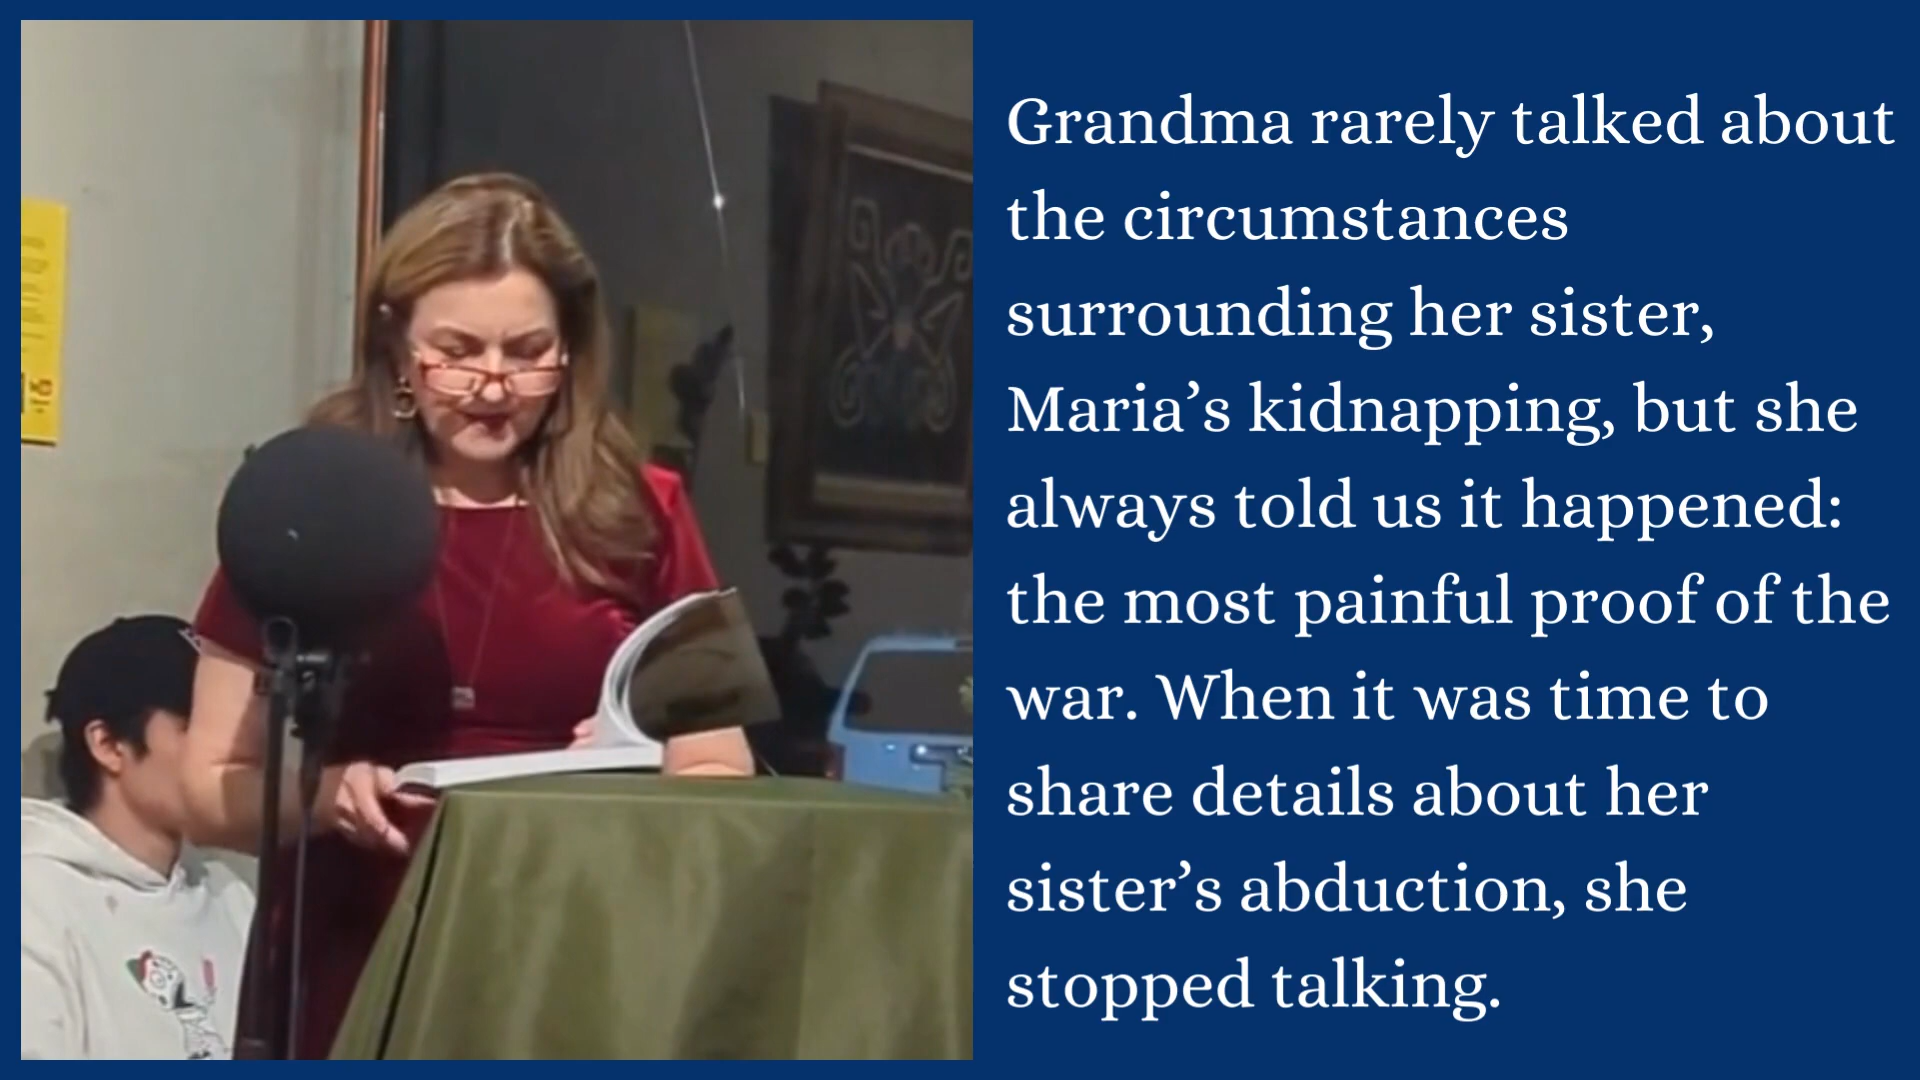 Grandma rarely talked about
the circumstances
surrounding her sister,
Maria’s kidnapping, but she
always told us it happened:
the most painful proof of the
war. When it was time to
share details about her
sister’s abduction, she
stopped talking.